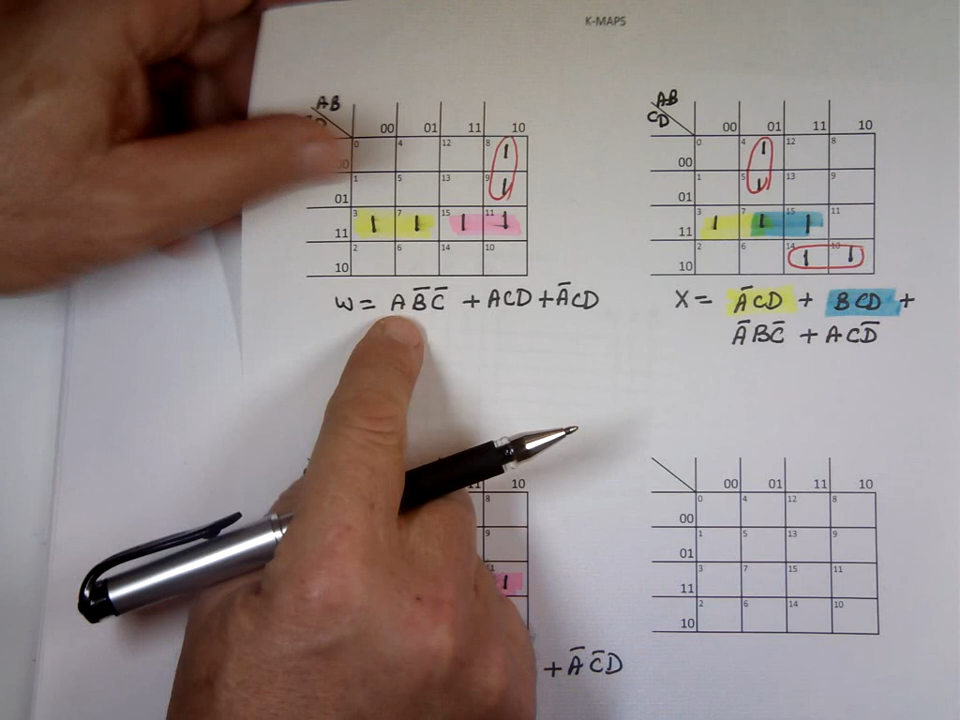 K-MAPS
AB
00 01 11 10
0 4 12 8 1
1 5 13 9 1
01
3 1 7 1 15 1 11 1
11
2 6 14 10
10
W = AB̅C̅ + ACD + A̅CD
AB
CD
00 01 11 10
0 4 1 12 8
00
1 5 1 13 9
01
3 1 7 1 15 1 11
11
2 6 14 1 10 1
10
X = A̅CD + BCD +
A̅BC̅ + ACD̅
10
8
9
1
+ A̅C̅D
00 01 11 10
0 4 12 8
00
1 5 13 9
01
3 7 15 11
11
2 6 14 10
10